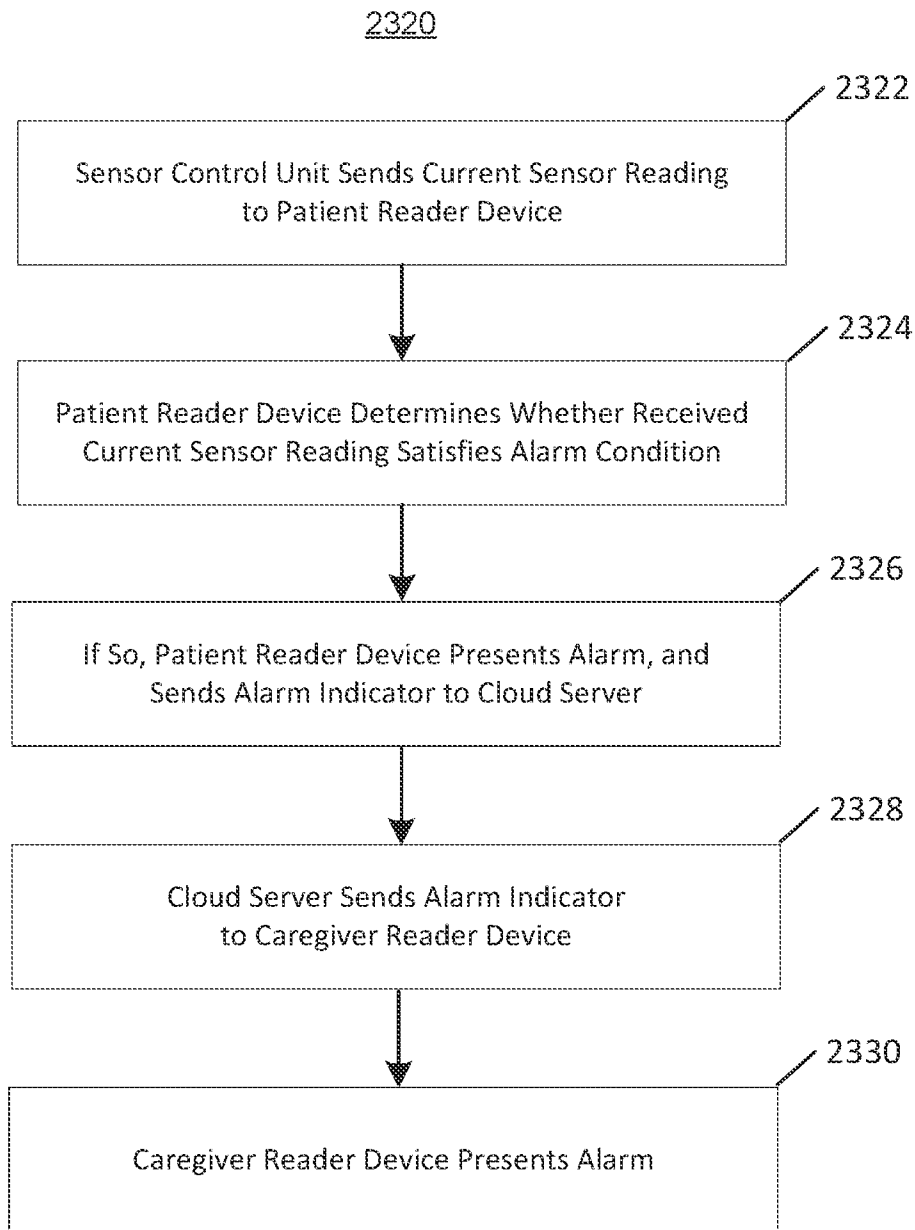 2320
2322
Sensor Control Unit Sends Current Sensor Reading
to Patient Reader Device
2324
Patient Reader Device Determines Whether Received
Current Sensor Reading Satisfies Alarm Condition
2326
If So, Patient Reader Device Presents Alarm, and
Sends Alarm Indicator to Cloud Server
2328
Cloud Server Sends Alarm Indicator
to Caregiver Reader Device
2330
Caregiver Reader Device Presents Alarm